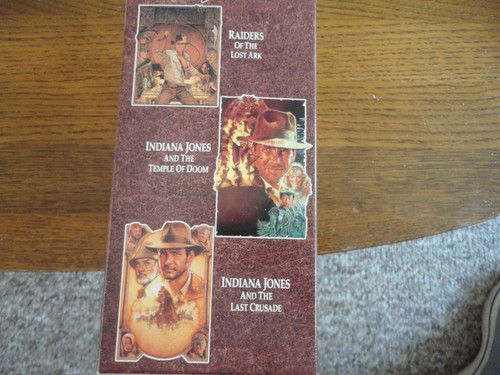 RAIDERS
OF THE
LOST ARK
INDIANA JONES
AND THE
TEMPLE OF DOOM
INDIANA JONES
AND THE
LAST CRUSADE